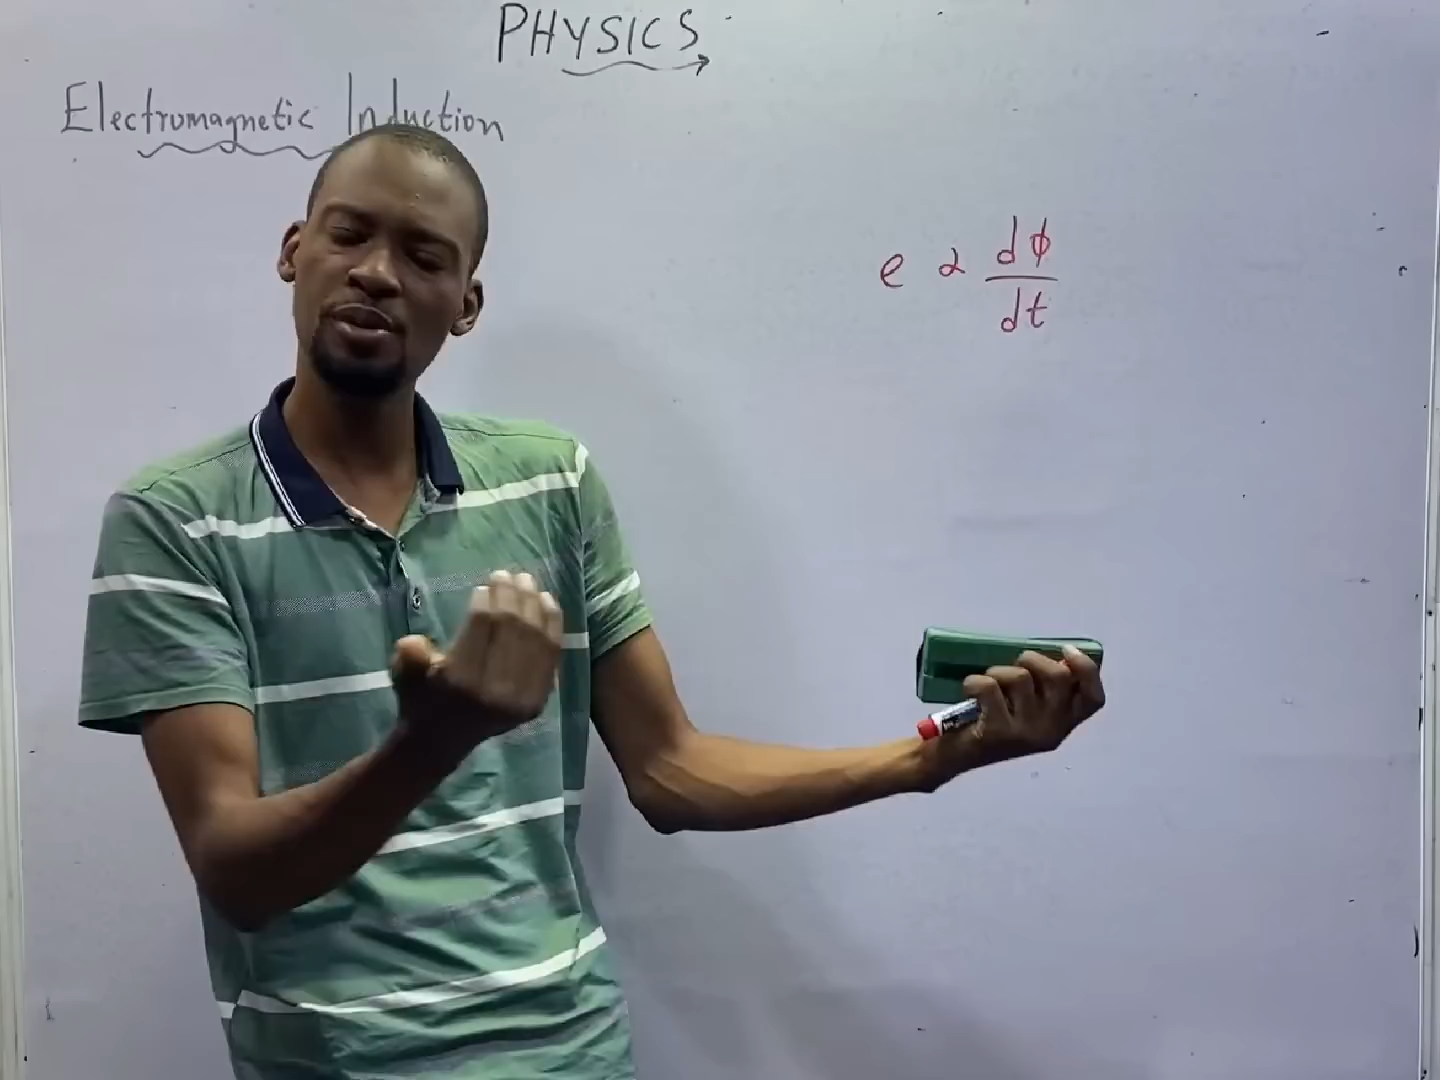 PHYSICS
Electromagnetic Induction
e ∝ dϕ/dt